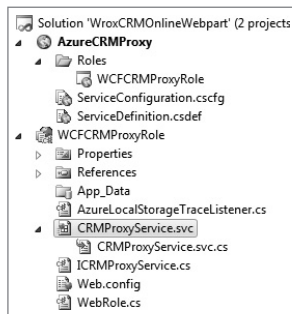 Solution 'WroxCRMOnlineWebpart' (2 projects
AzureCRMProxy
Roles
WCFCRMProxyRole
ServiceConfiguration.cscfg
ServiceDefinition.csdef
WCFCRMProxyRole
Properties
References
App_Data
AzureLocalStorageTraceListener.cs
CRMProxyService.svc
CRMProxyService.svc.cs
ICRMProxyService.cs
Web.config
WebRole.cs